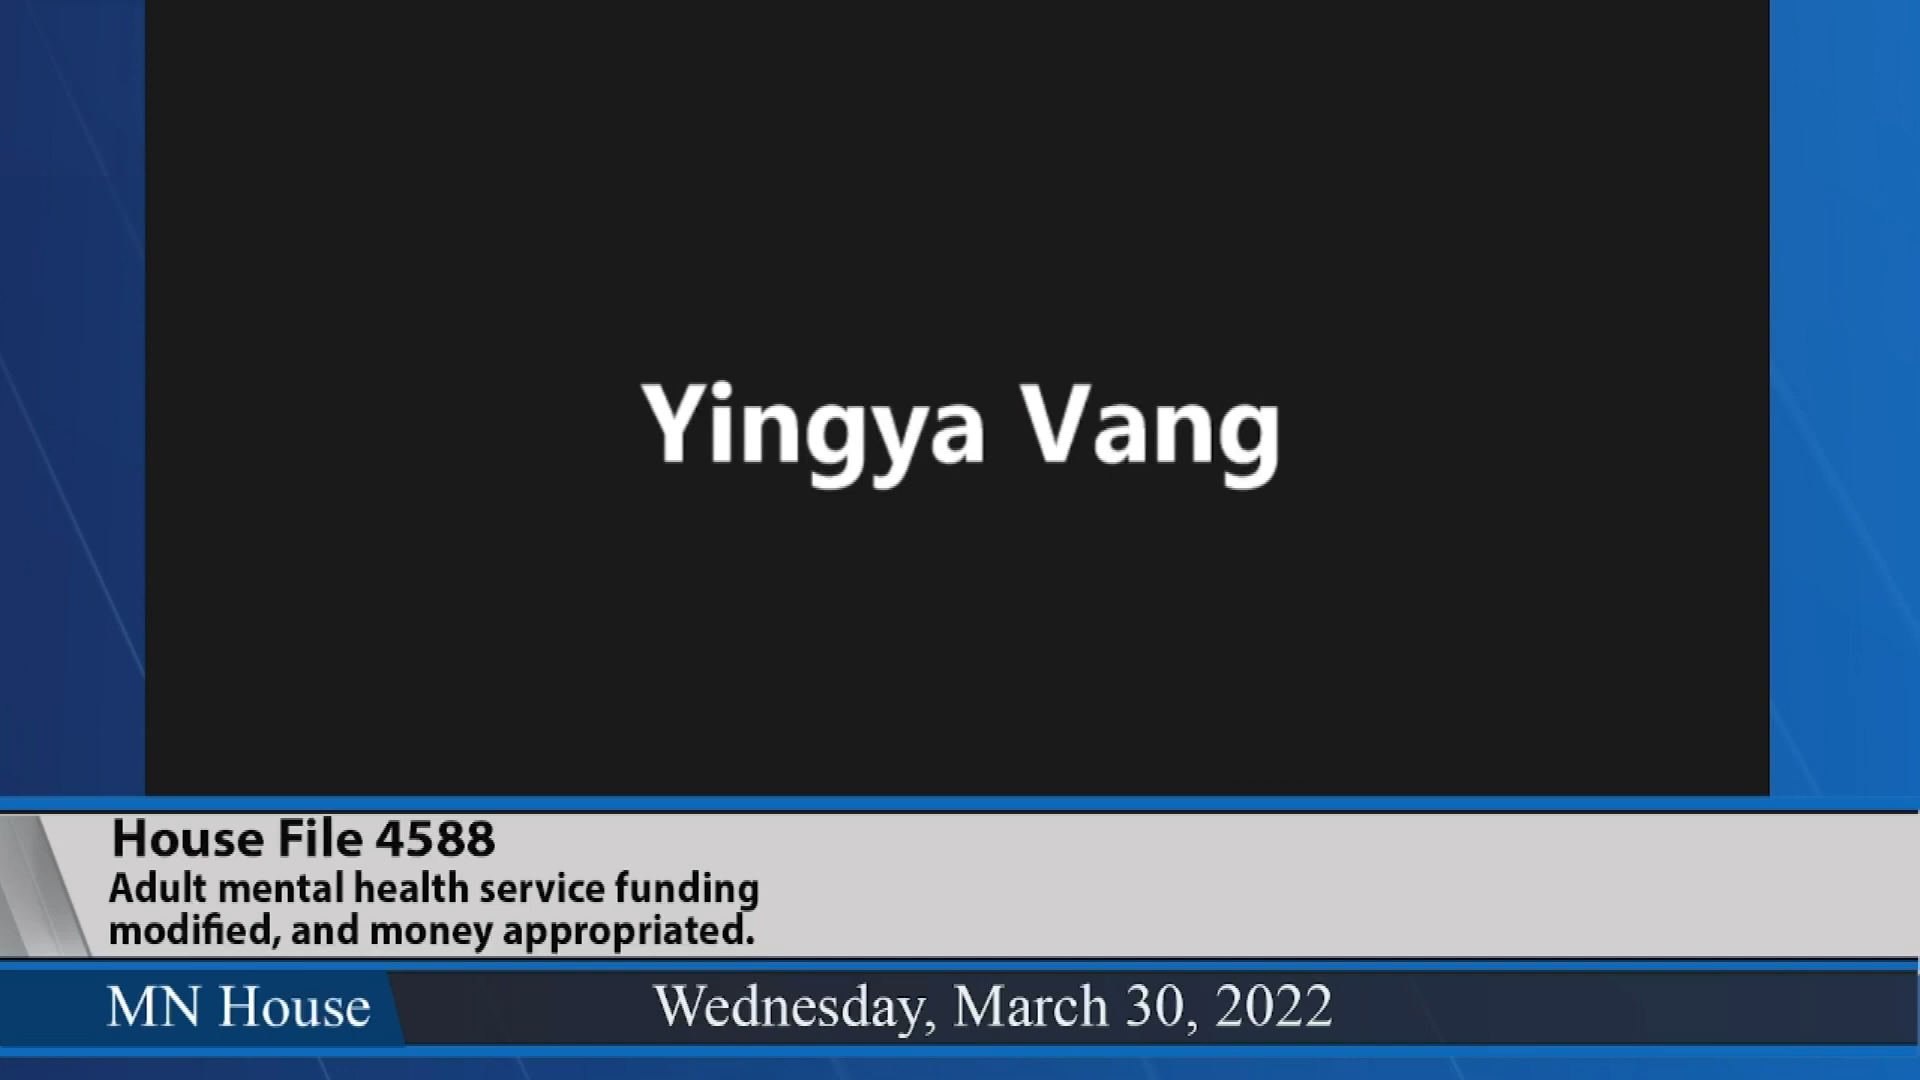 Yingya Vang
House File 4588
Adult mental health service funding
modified, and money appropriated.
MN House
Wednesday, March 30, 2022